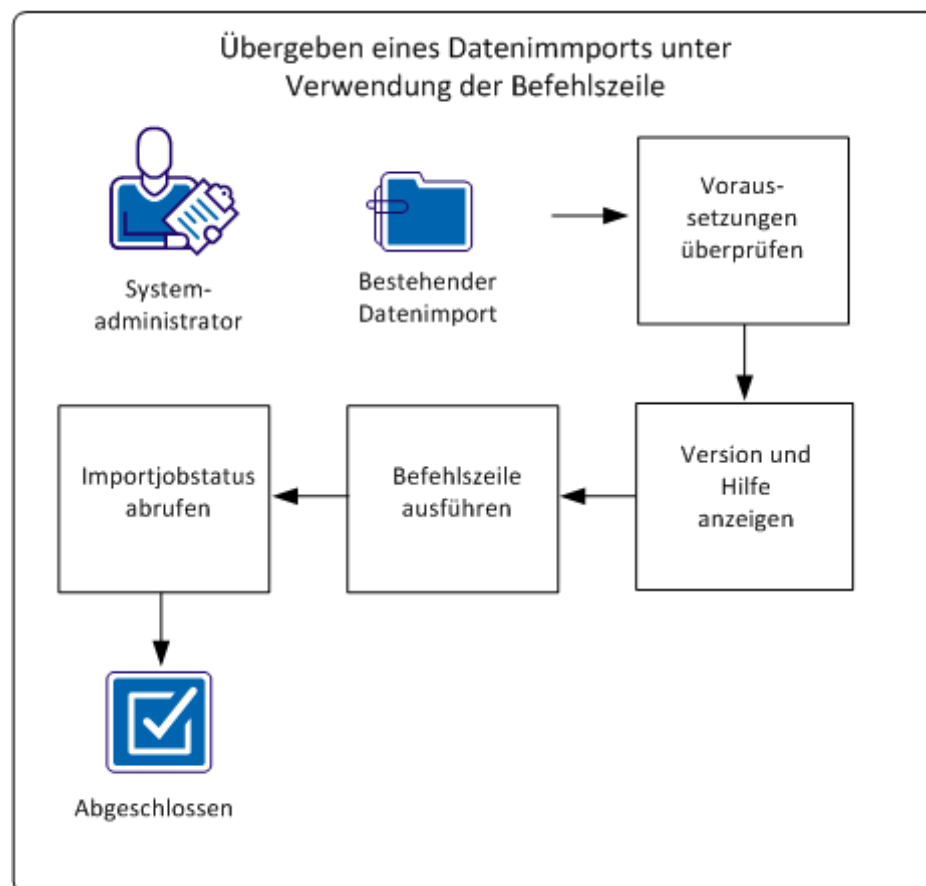 Übergeben eines Datenimmports unter
Verwendung der Befehlszeile
System-
administrator
Bestehender
Datenimport
Voraus-
setzungen
überprüfen
Version und
Hilfe
anzeigen
Befehlszeile
ausführen
Importjobstatus
abrufen
Abgeschlossen